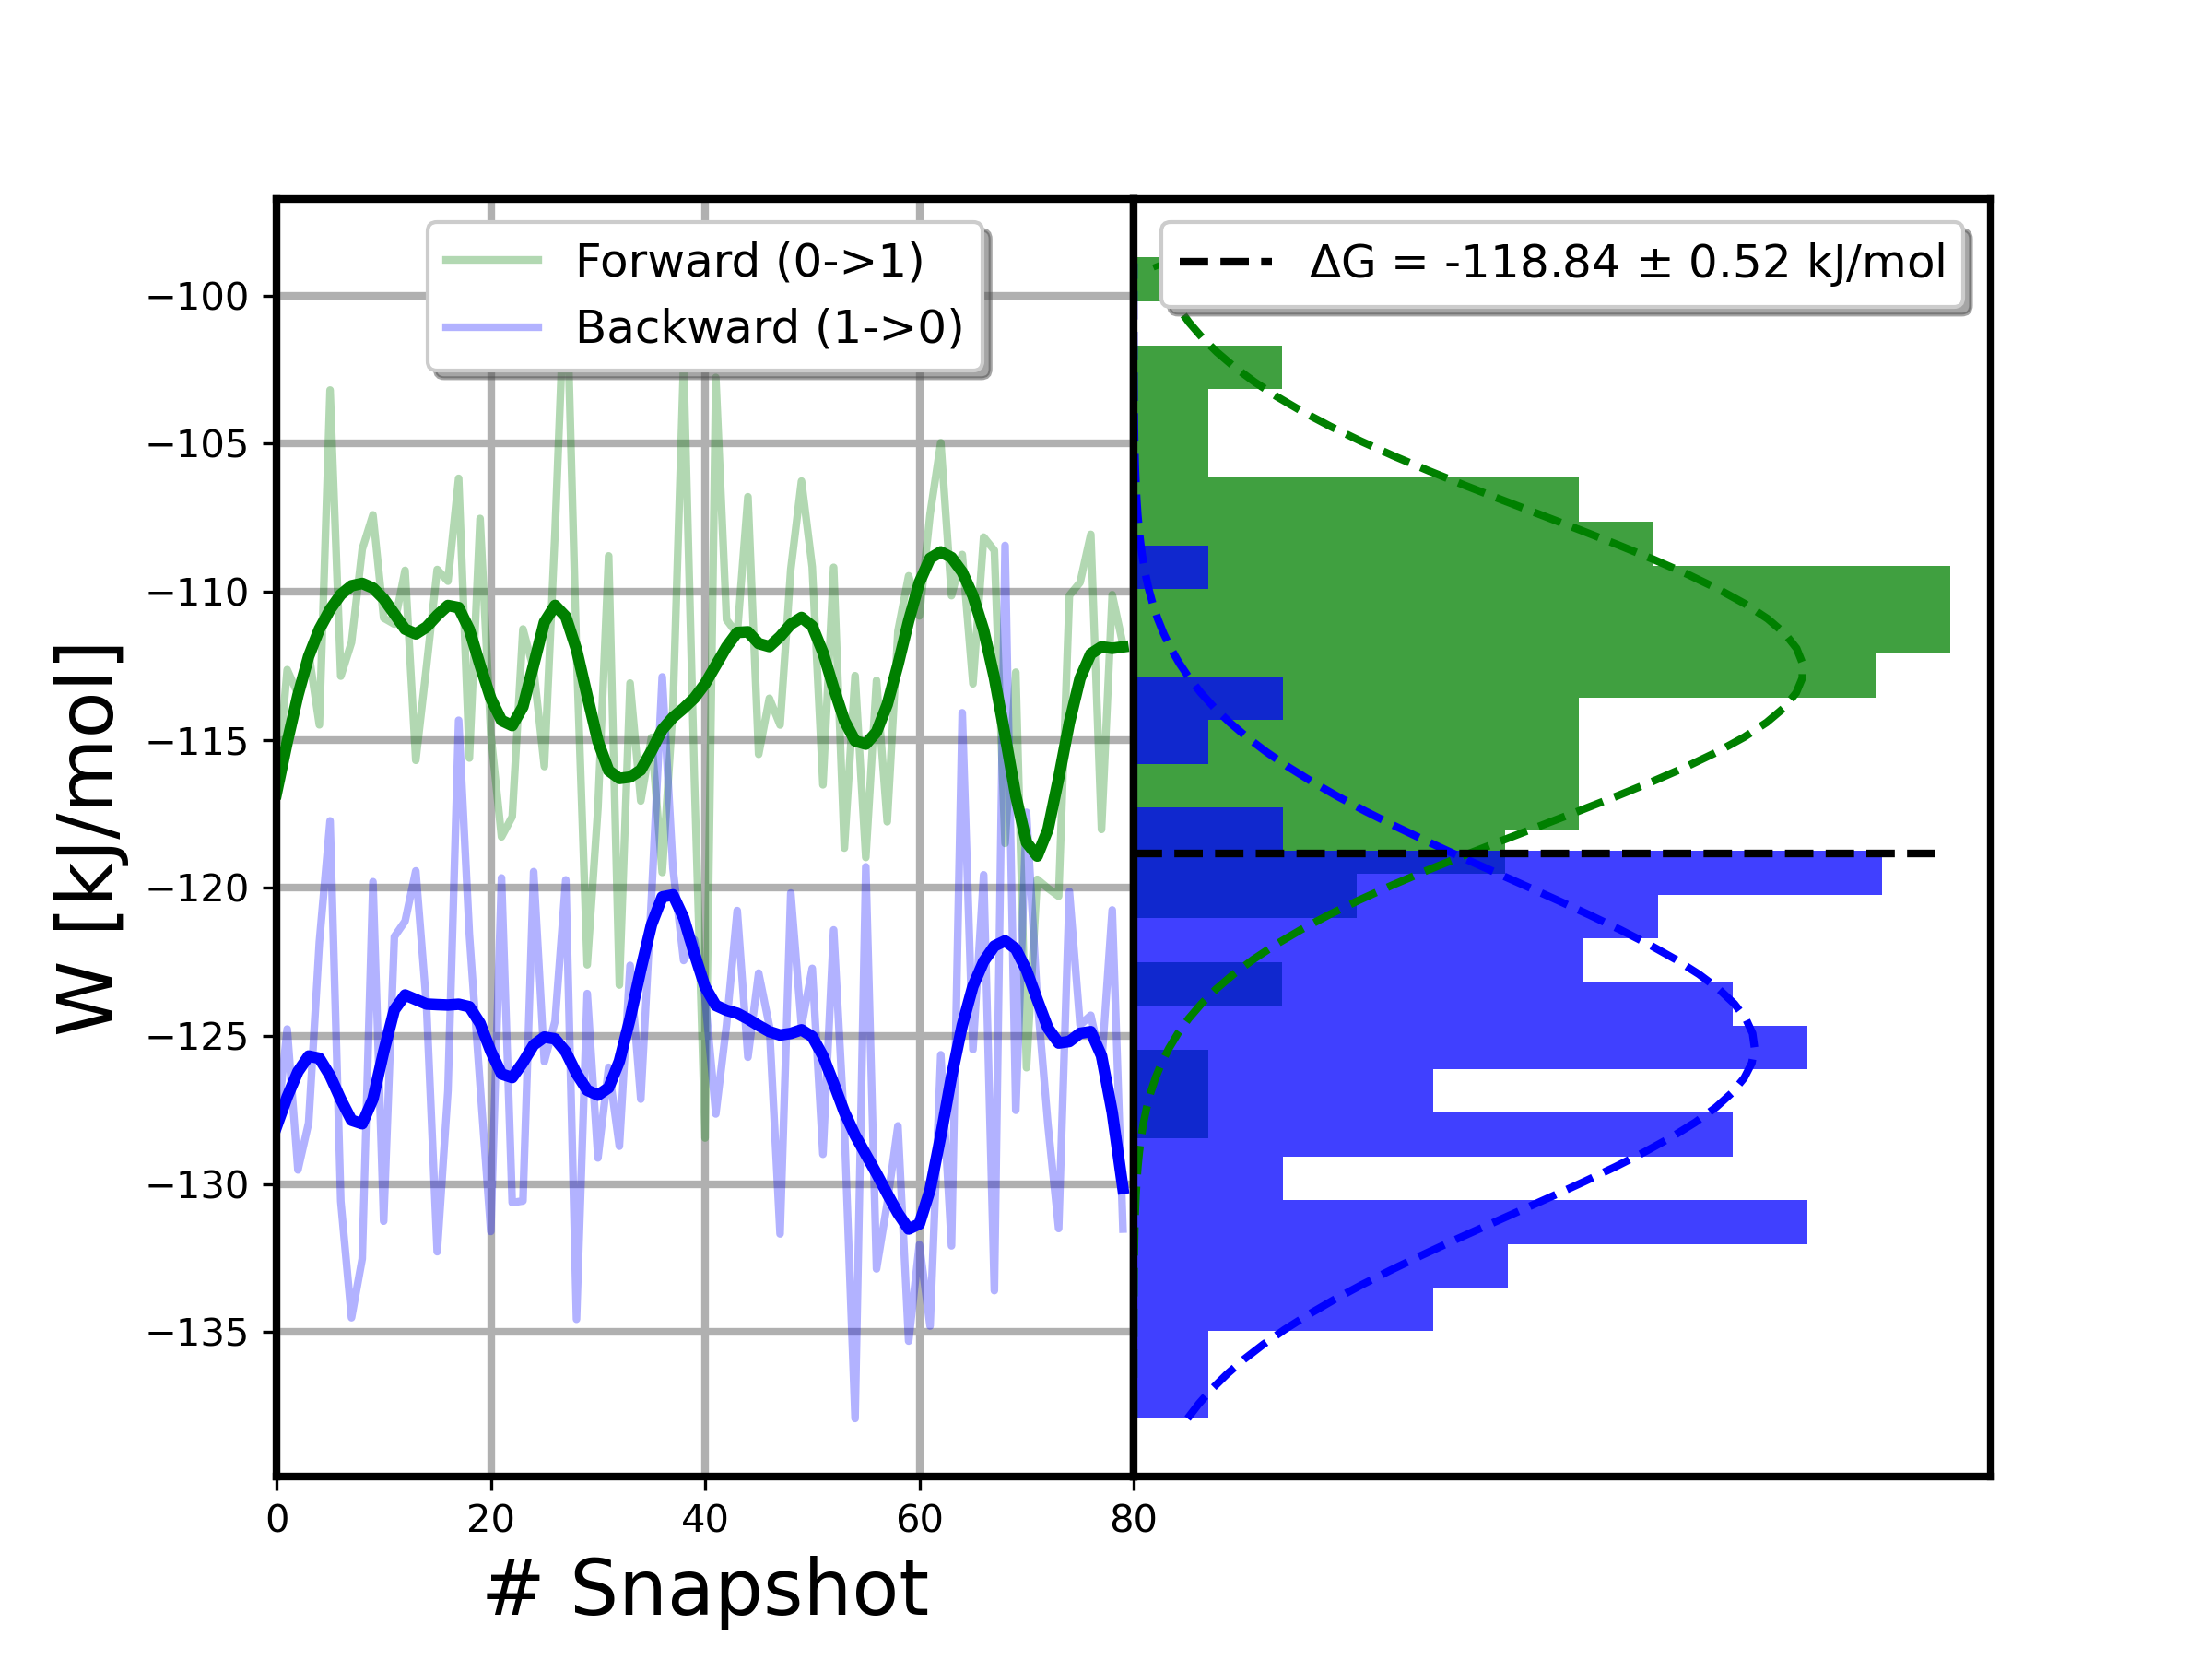 Forward (0->1)
Backward (1->0)
ΔG = -118.84 ± 0.52 kJ/mol
−100
−105
−110
−115
−120
−125
−130
−135
W [kJ/mol]
0 20 40 60 80
# Snapshot